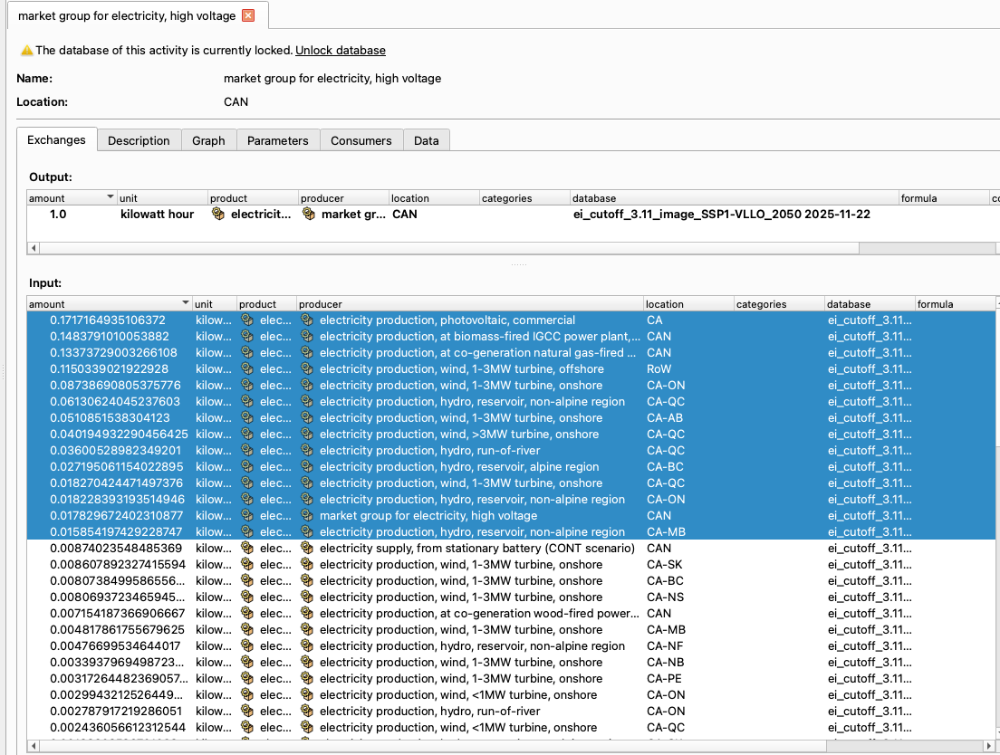 market group for electricity, high voltage
The database of this activity is currently locked. Unlock database
Name: market group for electricity, high voltage
Location: CAN
Exchanges Description Graph Parameters Consumers Data
Output:
amount unit product producer location categories database formula co
1.0 kilowatt hour electricit... market gr... CAN ei_cutoff_3.11_image_SSP1-VLLO_2050 2025-11-22
Input:
amount unit product producer location categories database formula
0.1717164935106372 kilow... elec... electricity production, photovoltaic, commercial CA ei_cutoff_3.11...
0.1483791010053882 kilow... elec... electricity production, at biomass-fired IGCC power plant,... CAN ei_cutoff_3.11...
0.13373729003266108 kilow... elec... electricity production, at co-generation natural gas-fired ... CAN ei_cutoff_3.11...
0.1150339021922928 kilow... elec... electricity production, wind, 1-3MW turbine, offshore RoW ei_cutoff_3.11...
0.08738690805375776 kilow... elec... electricity production, wind, 1-3MW turbine, onshore CA-ON ei_cutoff_3.11...
0.06130624045237603 kilow... elec... electricity production, hydro, reservoir, non-alpine region CA-QC ei_cutoff_3.11...
0.0510851538304123 kilow... elec... electricity production, wind, 1-3MW turbine, onshore CA-AB ei_cutoff_3.11...
0.040194932290456425 kilow... elec... electricity production, wind, >3MW turbine, onshore CA-QC ei_cutoff_3.11...
0.03600528982349201 kilow... elec... electricity production, hydro, run-of-river CA-QC ei_cutoff_3.11...
0.027195061154022895 kilow... elec... electricity production, hydro, reservoir, alpine region CA-BC ei_cutoff_3.11...
0.018270424471497376 kilow... elec... electricity production, wind, 1-3MW turbine, onshore CA-QC ei_cutoff_3.11...
0.018228393193514946 kilow... elec... electricity production, hydro, reservoir, non-alpine region CA-ON ei_cutoff_3.11...
0.017829672402310877 kilow... elec... market group for electricity, high voltage CAN ei_cutoff_3.11...
0.015854197429228747 kilow... elec... electricity production, hydro, reservoir, non-alpine region CA-MB ei_cutoff_3.11...
0.00874023548485369 kilow... elec... electricity supply, from stationary battery (CONT scenario) CAN ei_cutoff_3.11...
0.008607892327415594 kilow... elec... electricity production, wind, 1-3MW turbine, onshore CA-SK ei_cutoff_3.11...
0.0080738499586556... kilow... elec... electricity production, wind, 1-3MW turbine, onshore CA-BC ei_cutoff_3.11...
0.0080693723465945... kilow... elec... electricity production, wind, 1-3MW turbine, onshore CA-NS ei_cutoff_3.11...
0.007154187366906667 kilow... elec... electricity production, at co-generation wood-fired power... CAN ei_cutoff_3.11...
0.004817861755679625 kilow... elec... electricity production, wind, 1-3MW turbine, onshore CA-MB ei_cutoff_3.11...
0.00476699534644017 kilow... elec... electricity production, hydro, reservoir, non-alpine region CA-NF ei_cutoff_3.11...
0.0033937969498723... kilow... elec... electricity production, wind, 1-3MW turbine, onshore CA-NB ei_cutoff_3.11...
0.00317264482369057... kilow... elec... electricity production, wind, 1-3MW turbine, onshore CA-PE ei_cutoff_3.11...
0.0029943212526449... kilow... elec... electricity production, wind, <1MW turbine, onshore CA-ON ei_cutoff_3.11...
0.002787917219286051 kilow... elec... electricity production, hydro, run-of-river CA-ON ei_cutoff_3.11...
0.002436056612312544 kilow... elec... electricity production, wind, <1MW turbine, onshore CA-QC ei_cutoff_3.11...